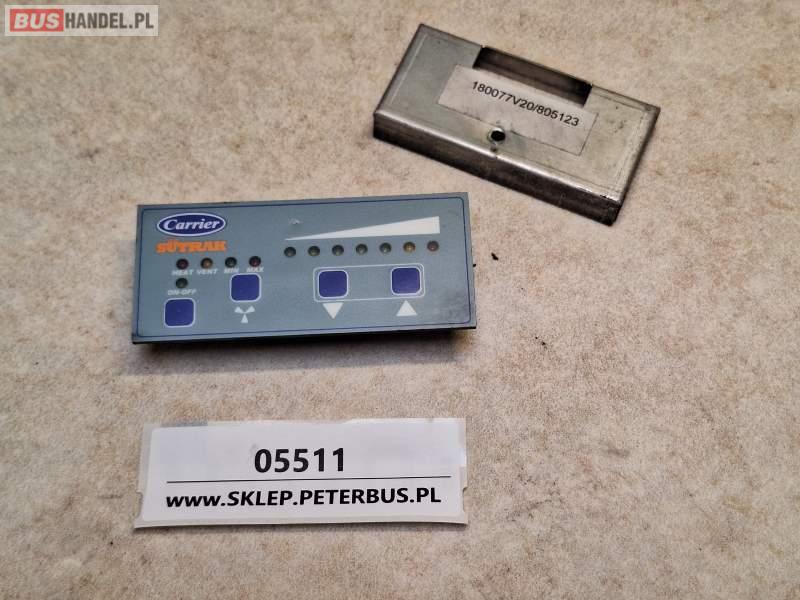 BUSHANDEL.PL
180077V20/805123
Carrier
SÜTRAK
HEAT VENT MIN MAX
ON-OFF
05511
www.SKLEP.PETERBUS.PL